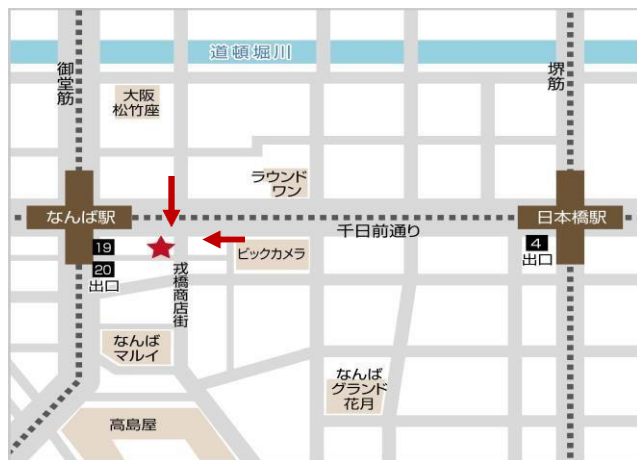 道頓堀川
御堂筋
堺筋
大阪
松竹座
ラウンド
ワン
なんば駅
日本橋駅
千日前通り
19
20
出口
4
出口
ビックカメラ
戎橋商店街
なんば
マルイ
なんば
グランド
花月
高島屋